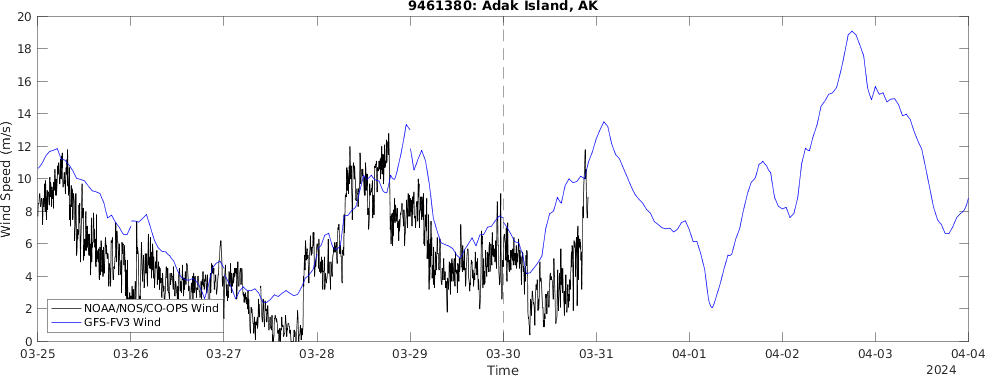 9461380: Adak Island, AK
20
18
16
14
12
10
8
6
4
2
0
Wind Speed (m/s)
NOAA/NOS/CO-OPS Wind
GFS-FV3 Wind
03-25 03-26 03-27 03-28 03-29 03-30 03-31 04-01 04-02 04-03 04-04
Time
2024